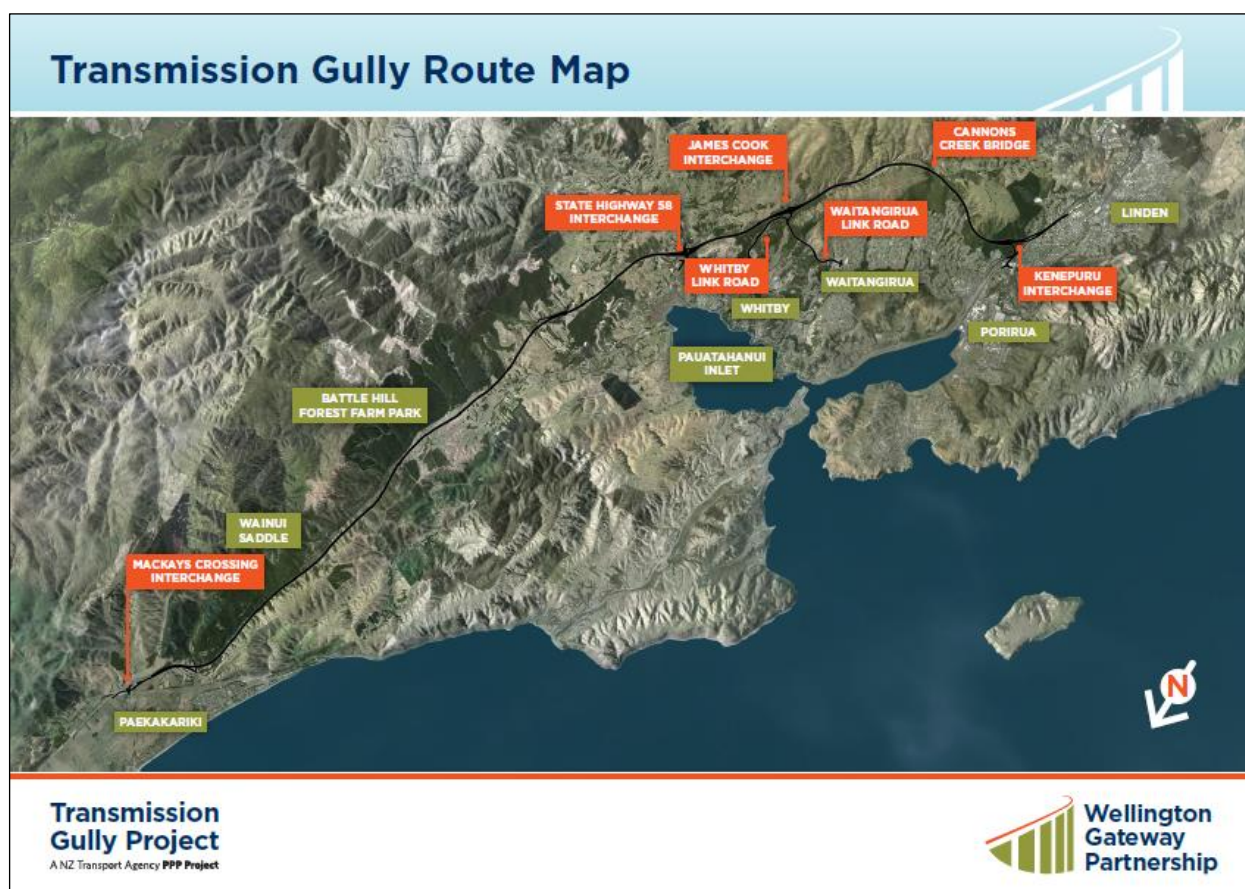 Transmission Gully Route Map
JAMES COOK
INTERCHANGE
CANNONS
CREEK BRIDGE
STATE HIGHWAY 58
INTERCHANGE
WAITANGIRUA
LINK ROAD
LINDEN
WHITBY
LINK ROAD
WAITANGIRUA
KENEPURU
INTERCHANGE
WHITBY
PORIRUA
PAUATAHANUI
INLET
BATTLE HILL
FOREST FARM PARK
WAINUI
SADDLE
MACKAYS CROSSING
INTERCHANGE
N
PAEKAKARIKI
Transmission
Gully Project
A NZ Transport Agency PPP Project
Wellington
Gateway
Partnership